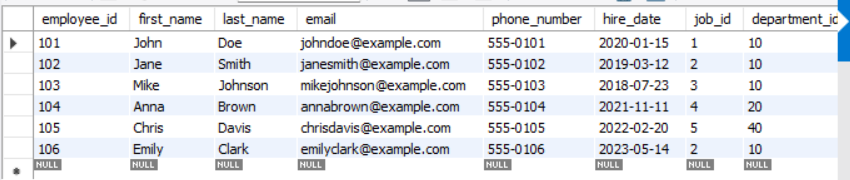 employee_id first_name last_name email phone_number hire_date job_id department_id
101 John Doe johndoe@example.com 555-0101 2020-01-15 1 10
102 Jane Smith janesmith@example.com 555-0102 2019-03-12 2 10
103 Mike Johnson mikejohnson@example.com 555-0103 2018-07-23 3 10
104 Anna Brown annabrown@example.com 555-0104 2021-11-11 4 20
105 Chris Davis chrisdavis@example.com 555-0105 2022-02-20 5 40
106 Emily Clark emilyclark@example.com 555-0106 2023-05-14 2 10
NULL NULL NULL NULL NULL NULL NULL NULL